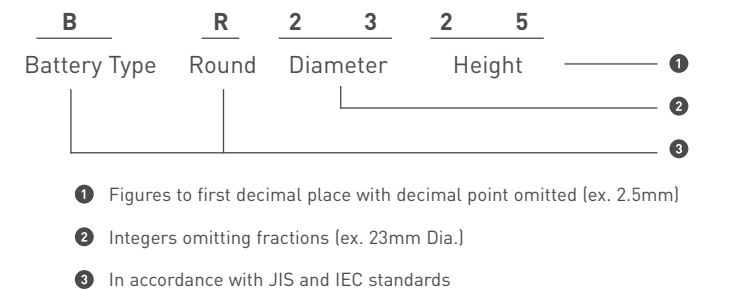 B R 2 3 2 5
Battery Type Round Diameter Height 1
2
3
1 Figures to first decimal place with decimal point omitted (ex. 2.5mm)
2 Integers omitting fractions (ex. 23mm Dia.)
3 In accordance with JIS and IEC standards